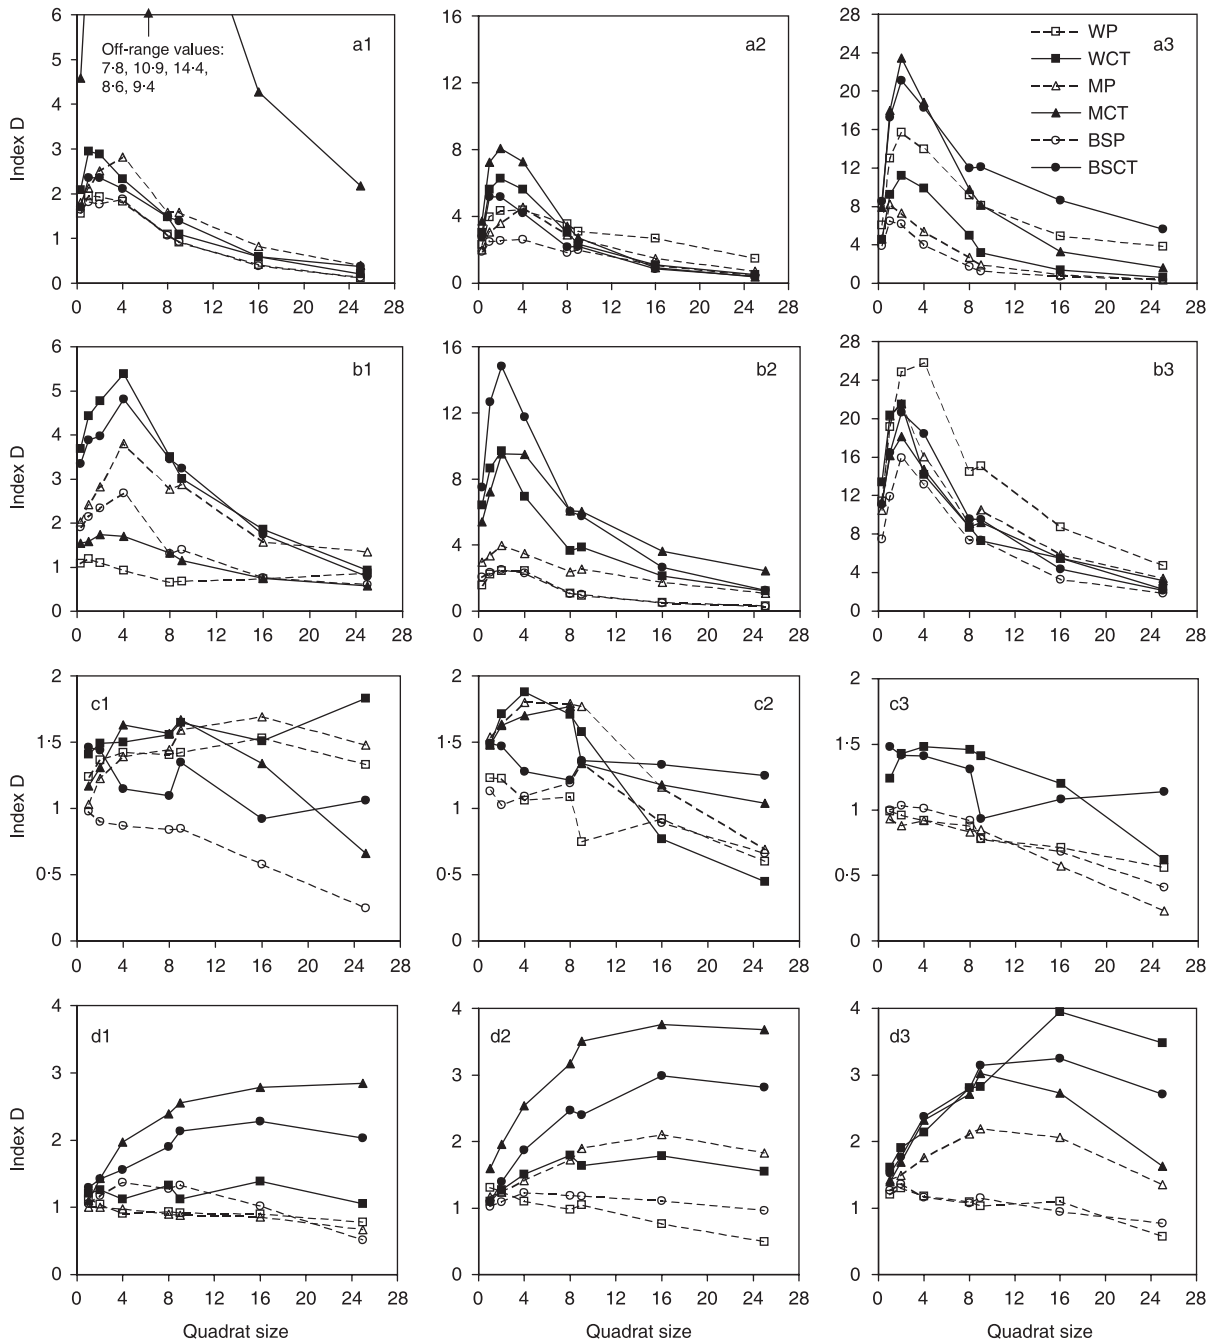 6
5
4
3
2
1
0
Index D
Off-range values:
7·8, 10·9, 14·4,
8·6, 9·4
a1
0 4 8 12 16 20 24 28
16
12
8
4
0
a2
0 4 8 12 16 20 24 28
28
24
20
16
12
8
4
0
a3
WP
WCT
MP
MCT
BSP
BSCT
0 4 8 12 16 20 24 28
6
5
4
3
2
1
0
Index D
b1
0 4 8 12 16 20 24 28
16
12
8
4
0
b2
0 4 8 12 16 20 24 28
28
24
20
16
12
8
4
0
b3
0 4 8 12 16 20 24 28
2
1·5
1
0·5
0
Index D
c1
0 4 8 12 16 20 24 28
2
1·5
1
0·5
0
c2
0 4 8 12 16 20 24 28
2
1·5
1
0·5
0
c3
0 4 8 12 16 20 24 28
4
3
2
1
0
Index D
d1
0 4 8 12 16 20 24 28
Quadrat size
4
3
2
1
0
d2
0 4 8 12 16 20 24 28
Quadrat size
4
3
2
1
0
d3
0 4 8 12 16 20 24 28
Quadrat size